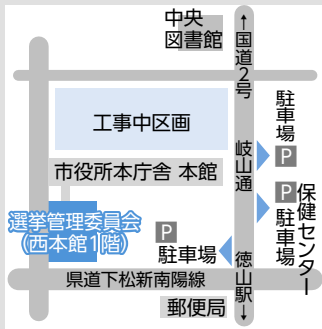 中央
図書館
↑国道2号
工事中区画
岐山通
駐車場
P
市役所本庁舎 本館
P
駐車場
保健センター
選挙管理委員会
(西本館1階)
P
駐車場
徳山駅↓
県道下松新南陽線
郵便局